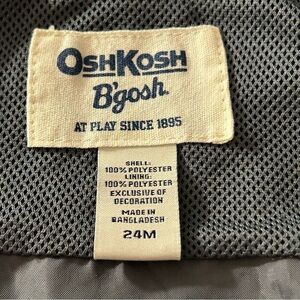 OSHKOSH
B'gosh
AT PLAY SINCE 1895
SHELL:
100% POLYESTER
LINING:
100% POLYESTER
EXCLUSIVE OF
DECORATION
MADE IN
BANGLADESH
24M